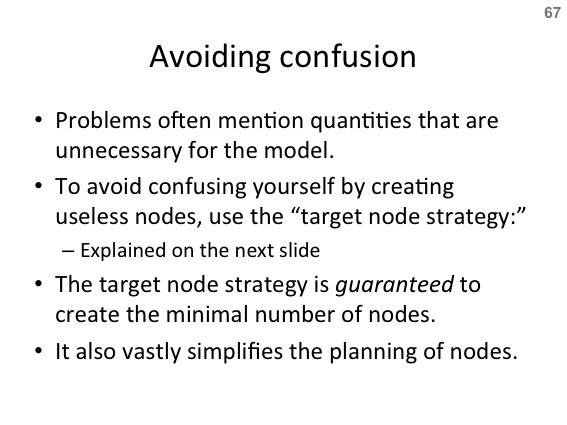 67
Avoiding confusion
• Problems often mention quantities that are
unnecessary for the model.
• To avoid confusing yourself by creating
useless nodes, use the “target node strategy:”
– Explained on the next slide
• The target node strategy is guaranteed to
create the minimal number of nodes.
• It also vastly simplifies the planning of nodes.